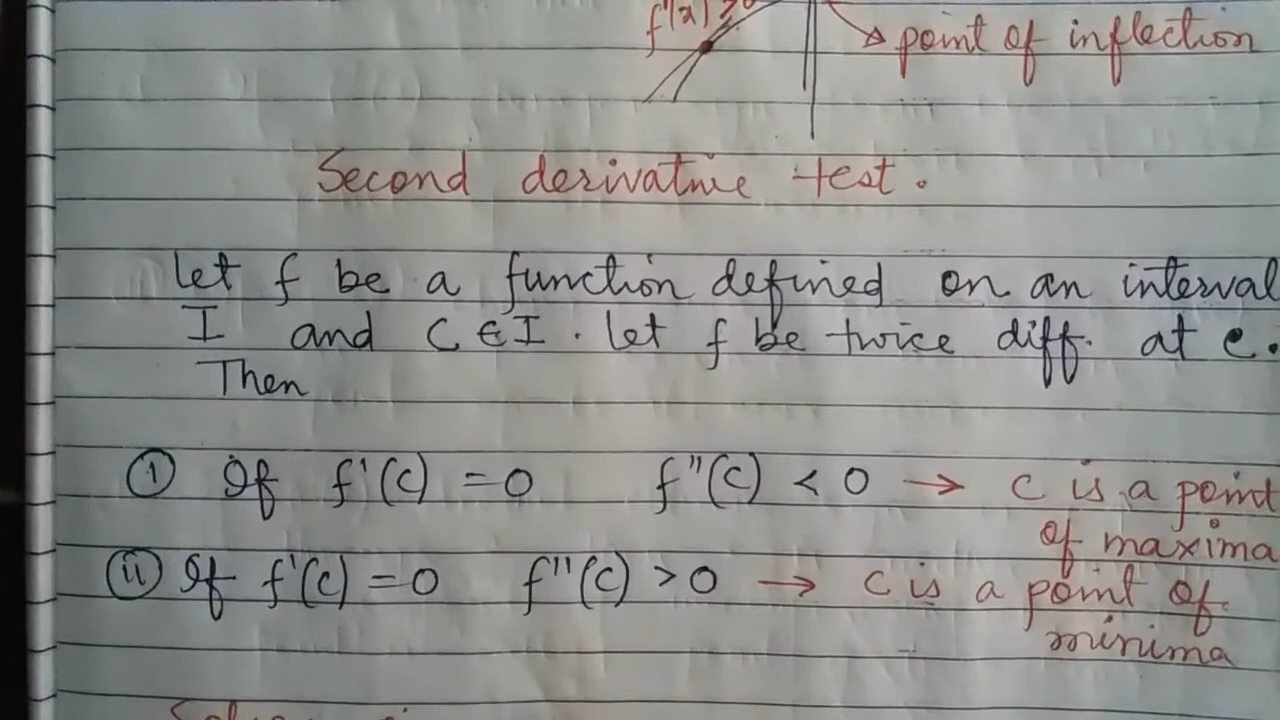 f'(x) >0
point of inflection
Second derivative test.
Let f be a function defined on an interval
I and C ∈ I. let f be twice diff. at c.
Then
(i) If f'(c) = 0 f''(c) < 0 → c is a point
of maxima
(ii) If f'(c) = 0 f''(c) > 0 → c is a point of
minima